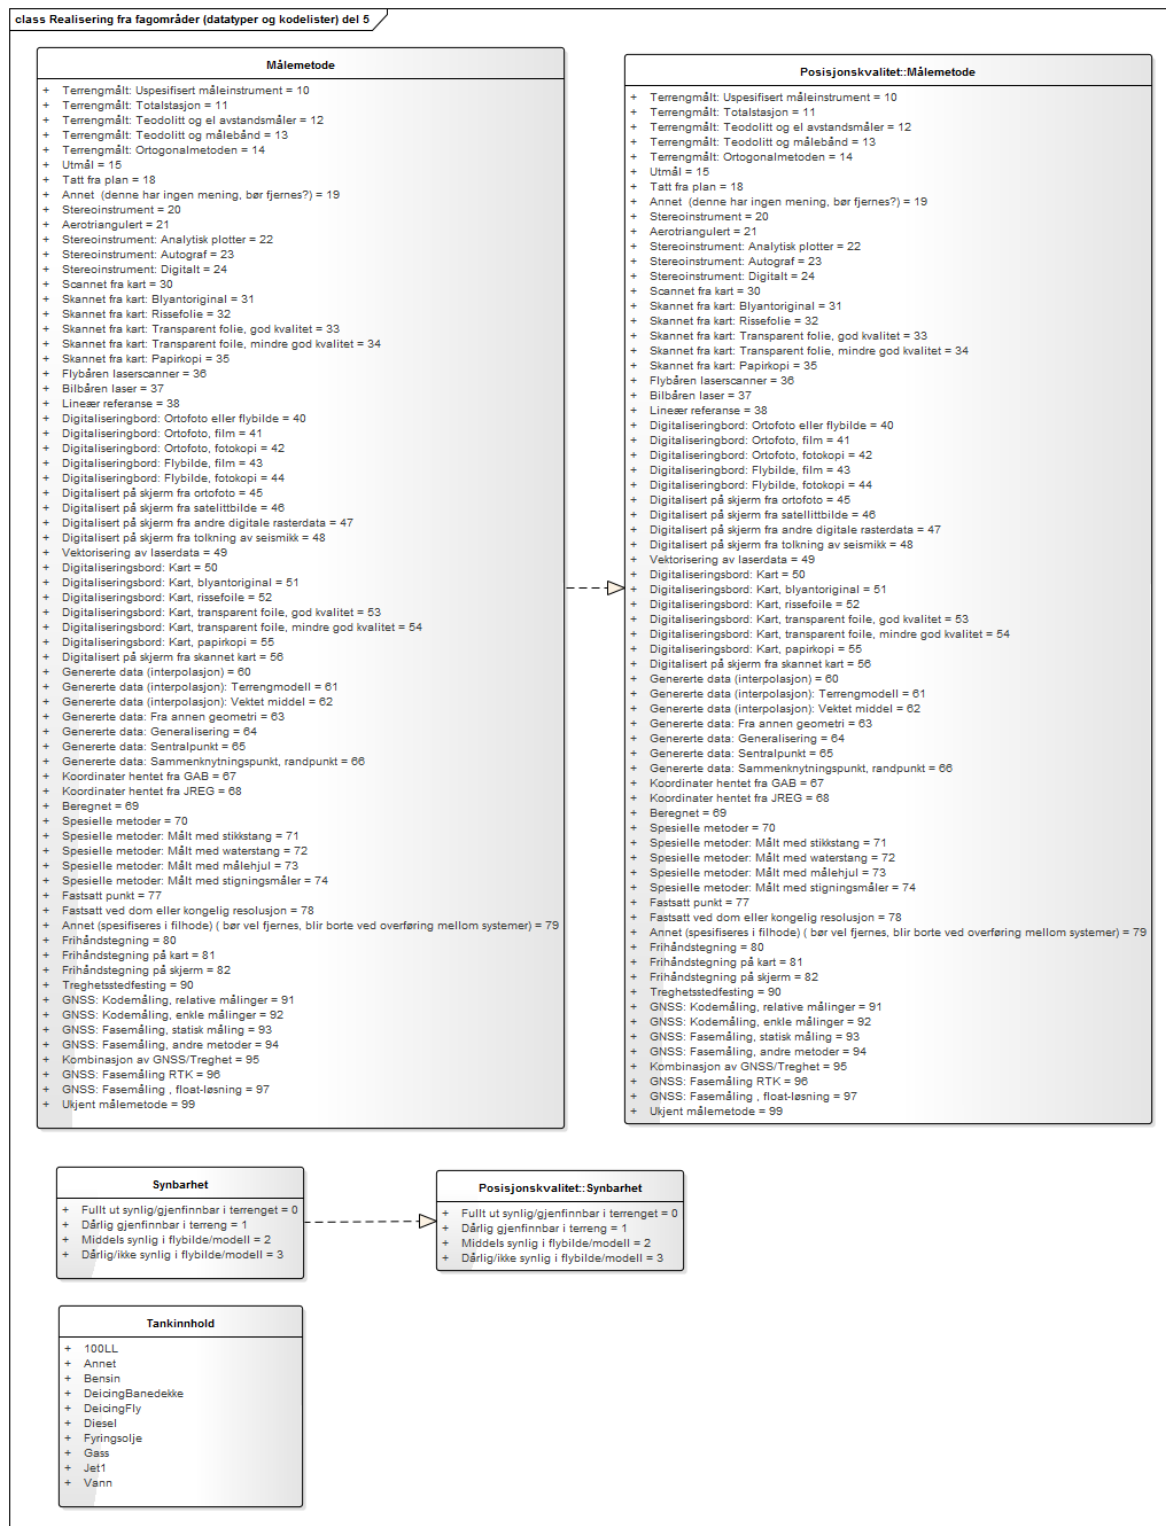 class Realisering fra fagområder (datatyper og kodelister) del 5
Målemetode
+ Terrengmålt: Uspesifisert måleinstrument = 10
+ Terrengmålt: Totalstasjon = 11
+ Terrengmålt: Teodolitt og el avstandsmåler = 12
+ Terrengmålt: Teodolitt og målebånd = 13
+ Terrengmålt: Ortogonalmetoden = 14
+ Utmål = 15
+ Tatt fra plan = 18
+ Annet (denne har ingen mening, bør fjernes?) = 19
+ Stereoinstrument = 20
+ Aerotriangulert = 21
+ Stereoinstrument: Analytisk plotter = 22
+ Stereoinstrument: Autograf = 23
+ Stereoinstrument: Digitalt = 24
+ Scannet fra kart = 30
+ Skannet fra kart: Blyantoriginal = 31
+ Skannet fra kart: Rissefolie = 32
+ Skannet fra kart: Transparent folie, god kvalitet = 33
+ Skannet fra kart: Transparent foile, mindre god kvalitet = 34
+ Skannet fra kart: Papirkopi = 35
+ Flybåren laserscanner = 36
+ Bilbåren laser = 37
+ Lineær referanse = 38
+ Digitaliseringbord: Ortofoto eller flybilde = 40
+ Digitaliseringbord: Ortofoto, film = 41
+ Digitaliseringbord: Ortofoto, fotokopi = 42
+ Digitaliseringbord: Flybilde, film = 43
+ Digitaliseringbord: Flybilde, fotokopi = 44
+ Digitalisert på skjerm fra ortofoto = 45
+ Digitalisert på skjerm fra satelittbilde = 46
+ Digitalisert på skjerm fra andre digitale rasterdata = 47
+ Digitalisert på skjerm fra tolkning av seismikk = 48
+ Vektorisering av laserdata = 49
+ Digitaliseringsbord: Kart = 50
+ Digitaliseringsbord: Kart, blyantoriginal = 51
+ Digitaliseringsbord: Kart, rissefoile = 52
+ Digitaliseringsbord: Kart, transparent foile, god kvalitet = 53
+ Digitaliseringsbord: Kart, transparent foile, mindre god kvalitet = 54
+ Digitaliseringsbord: Kart, papirkopi = 55
+ Digitalisert på skjerm fra skannet kart = 56
+ Genererte data (interpolasjon) = 60
+ Genererte data (interpolasjon): Terrengmodell = 61
+ Genererte data (interpolasjon): Vektet middel = 62
+ Genererte data: Fra annen geometri = 63
+ Genererte data: Generalisering = 64
+ Genererte data: Sentralpunkt = 65
+ Genererte data: Sammenknytningspunkt, randpunkt = 66
+ Koordinater hentet fra GAB = 67
+ Koordinater hentet fra JREG = 68
+ Beregnet = 69
+ Spesielle metoder = 70
+ Spesielle metoder: Målt med stikkstang = 71
+ Spesielle metoder: Målt med waterstang = 72
+ Spesielle metoder: Målt med målehjul = 73
+ Spesielle metoder: Målt med stigningsmåler = 74
+ Fastsatt punkt = 77
+ Fastsatt ved dom eller kongelig resolusjon = 78
+ Annet (spesifiseres i filhode) ( bør vel fjernes, blir borte ved overføring mellom systemer) = 79
+ Frihåndstegning = 80
+ Frihåndstegning på kart = 81
+ Frihåndstegning på skjerm = 82
+ Treghetsstedfesting = 90
+ GNSS: Kodemåling, relative målinger = 91
+ GNSS: Kodemåling, enkle målinger = 92
+ GNSS: Fasemåling, statisk måling = 93
+ GNSS: Fasemåling, andre metoder = 94
+ Kombinasjon av GNSS/Treghet = 95
+ GNSS: Fasemåling RTK = 96
+ GNSS: Fasemåling , float-løsning = 97
+ Ukjent målemetode = 99
Posisjonskvalitet::Målemetode
+ Terrengmålt: Uspesifisert måleinstrument = 10
+ Terrengmålt: Totalstasjon = 11
+ Terrengmålt: Teodolitt og el avstandsmåler = 12
+ Terrengmålt: Teodolitt og målebånd = 13
+ Terrengmålt: Ortogonalmetoden = 14
+ Utmål = 15
+ Tatt fra plan = 18
+ Annet (denne har ingen mening, bør fjernes?) = 19
+ Stereoinstrument = 20
+ Aerotriangulert = 21
+ Stereoinstrument: Analytisk plotter = 22
+ Stereoinstrument: Autograf = 23
+ Stereoinstrument: Digitalt = 24
+ Scannet fra kart = 30
+ Skannet fra kart: Blyantoriginal = 31
+ Skannet fra kart: Rissefolie = 32
+ Skannet fra kart: Transparent folie, god kvalitet = 33
+ Skannet fra kart: Transparent folie, mindre god kvalitet = 34
+ Skannet fra kart: Papirkopi = 35
+ Flybåren laserscanner = 36
+ Bilbåren laser = 37
+ Lineær referanse = 38
+ Digitaliseringbord: Ortofoto eller flybilde = 40
+ Digitaliseringbord: Ortofoto, film = 41
+ Digitaliseringbord: Ortofoto, fotokopi = 42
+ Digitaliseringbord: Flybilde, film = 43
+ Digitaliseringbord: Flybilde, fotokopi = 44
+ Digitalisert på skjerm fra ortofoto = 45
+ Digitalisert på skjerm fra satellittbilde = 46
+ Digitalisert på skjerm fra andre digitale rasterdata = 47
+ Digitalisert på skjerm fra tolkning av seismikk = 48
+ Vektorisering av laserdata = 49
+ Digitaliseringsbord: Kart = 50
+ Digitaliseringsbord: Kart, blyantoriginal = 51
+ Digitaliseringsbord: Kart, rissefoile = 52
+ Digitaliseringsbord: Kart, transparent foile, god kvalitet = 53
+ Digitaliseringsbord: Kart, transparent foile, mindre god kvalitet = 54
+ Digitaliseringsbord: Kart, papirkopi = 55
+ Digitalisert på skjerm fra skannet kart = 56
+ Genererte data (interpolasjon) = 60
+ Genererte data (interpolasjon): Terrengmodell = 61
+ Genererte data (interpolasjon): Vektet middel = 62
+ Genererte data: Fra annen geometri = 63
+ Genererte data: Generalisering = 64
+ Genererte data: Sentralpunkt = 65
+ Genererte data: Sammenknytningspunkt, randpunkt = 66
+ Koordinater hentet fra GAB = 67
+ Koordinater hentet fra JREG = 68
+ Beregnet = 69
+ Spesielle metoder = 70
+ Spesielle metoder: Målt med stikkstang = 71
+ Spesielle metoder: Målt med waterstang = 72
+ Spesielle metoder: Målt med målehjul = 73
+ Spesielle metoder: Målt med stigningsmåler = 74
+ Fastsatt punkt = 77
+ Fastsatt ved dom eller kongelig resolusjon = 78
+ Annet (spesifiseres i filhode) ( bør vel fjernes, blir borte ved overføring mellom systemer) = 79
+ Frihåndstegning = 80
+ Frihåndstegning på kart = 81
+ Frihåndstegning på skjerm = 82
+ Treghetsstedfesting = 90
+ GNSS: Kodemåling, relative målinger = 91
+ GNSS: Kodemåling, enkle målinger = 92
+ GNSS: Fasemåling, statisk måling = 93
+ GNSS: Fasemåling, andre metoder = 94
+ Kombinasjon av GNSS/Treghet = 95
+ GNSS: Fasemåling RTK = 96
+ GNSS: Fasemåling , float-løsning = 97
+ Ukjent målemetode = 99
Synbarhet
+ Fullt ut synlig/gjenfinnbar i terrenget = 0
+ Dårlig gjenfinnbar i terreng = 1
+ Middels synlig i flybilde/modell = 2
+ Dårlig/ikke synlig i flybilde/modell = 3
Posisjonskvalitet::Synbarhet
+ Fullt ut synlig/gjenfinnbar i terrenget = 0
+ Dårlig gjenfinnbar i terreng = 1
+ Middels synlig i flybilde/modell = 2
+ Dårlig/ikke synlig i flybilde/modell = 3
Tankinnhold
+ 100LL
+ Annet
+ Bensin
+ DeicingBanedekke
+ DeicingFly
+ Diesel
+ Fyringsolje
+ Gass
+ Jet1
+ Vann